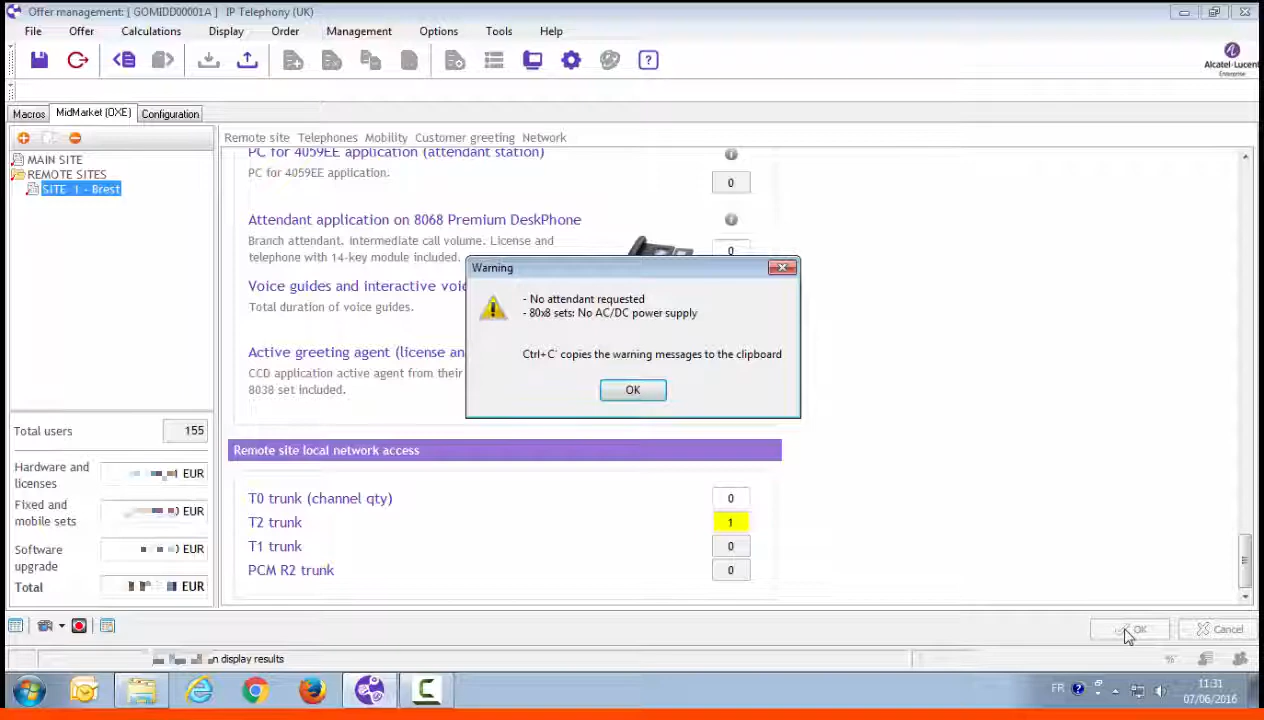 Offer management: [ GOMIDD00001A ] IP Telephony (UK)
File Offer Calculations Display Order Management Options Tools Help
Alcatel-Lucent
Enterprise
Macros MidMarket (OXE) Configuration
Remote site Telephones Mobility Customer greeting Network
MAIN SITE
REMOTE SITES
SITE 1 - Brest
PC for 4059EE application (attendant station)
PC for 4059EE application.
0
Attendant application on 8068 Premium DeskPhone
Branch attendant. Intermediate call volume. License and
telephone with 14-key module included.
0
Voice guides and interactive
Total duration of voice guides.
Active greeting agent (license
CCD application active agent from their
8038 set included.
Warning
- No attendant requested
- 80x8 sets: No AC/DC power supply
Ctrl+C' copies the warning messages to the clipboard
OK
Total users 155
Hardware and
licenses EUR
Fixed and
mobile sets EUR
Software
upgrade EUR
Total EUR
Remote site local network access
T0 trunk (channel qty) 0
T2 trunk 1
T1 trunk 0
PCM R2 trunk 0
OK Cancel
display results
FR 11:31
07/06/2016